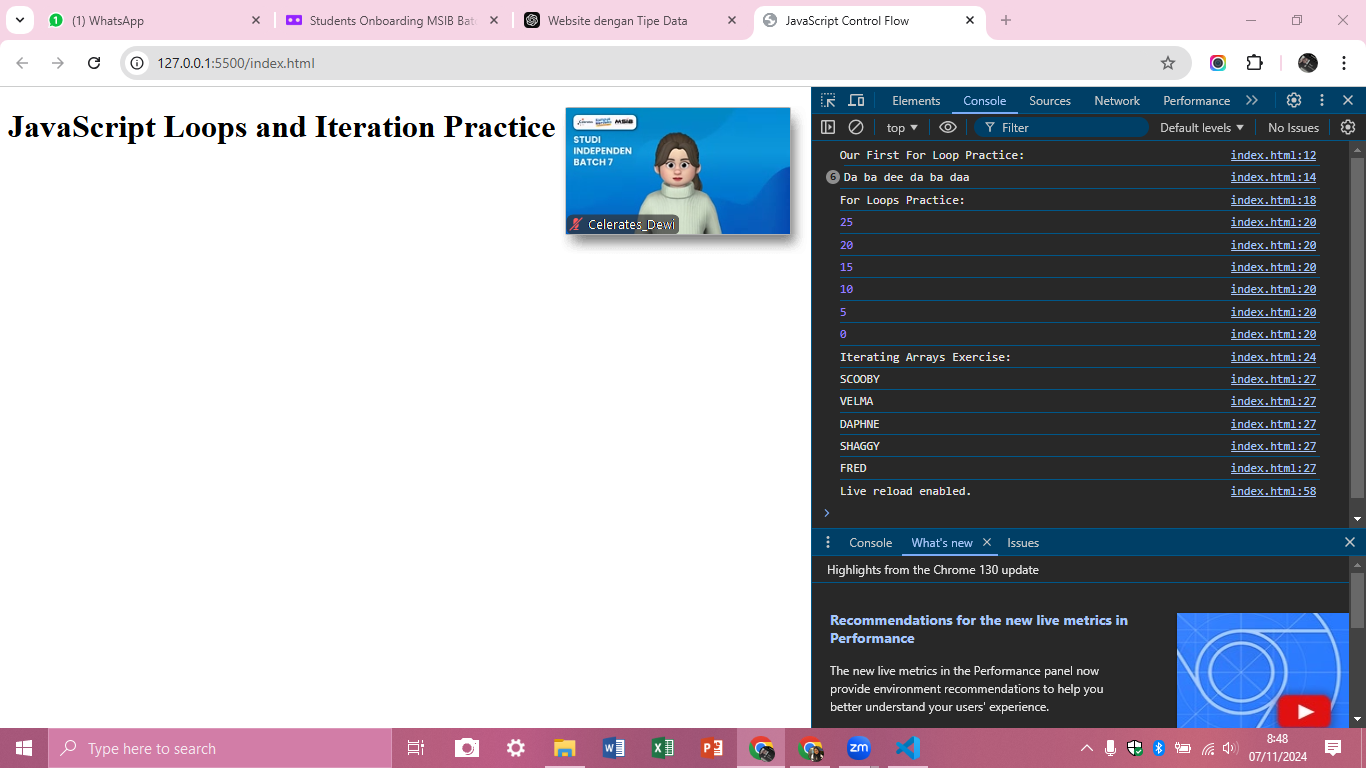 (1) WhatsApp
Students Onboarding MSIB Batc
Website dengan Tipe Data
JavaScript Control Flow
127.0.0.1:5500/index.html
JavaScript Loops and Iteration Practice
MSIB
STUDI
INDEPENDEN
BATCH 7
Celerates_Dewi
Elements Console Sources Network Performance
top Filter Default levels No Issues
Our First For Loop Practice: index.html:12
6 Da ba dee da ba daa index.html:14
For Loops Practice: index.html:18
25 index.html:20
20 index.html:20
15 index.html:20
10 index.html:20
5 index.html:20
0 index.html:20
Iterating Arrays Exercise: index.html:24
SCOOBY index.html:27
VELMA index.html:27
DAPHNE index.html:27
SHAGGY index.html:27
FRED index.html:27
Live reload enabled. index.html:58
Console What's new Issues
Highlights from the Chrome 130 update
Recommendations for the new live metrics in
Performance
The new live metrics in the Performance panel now
provide environment recommendations to help you
better understand your users' experience.
Type here to search
zm
8:48
07/11/2024